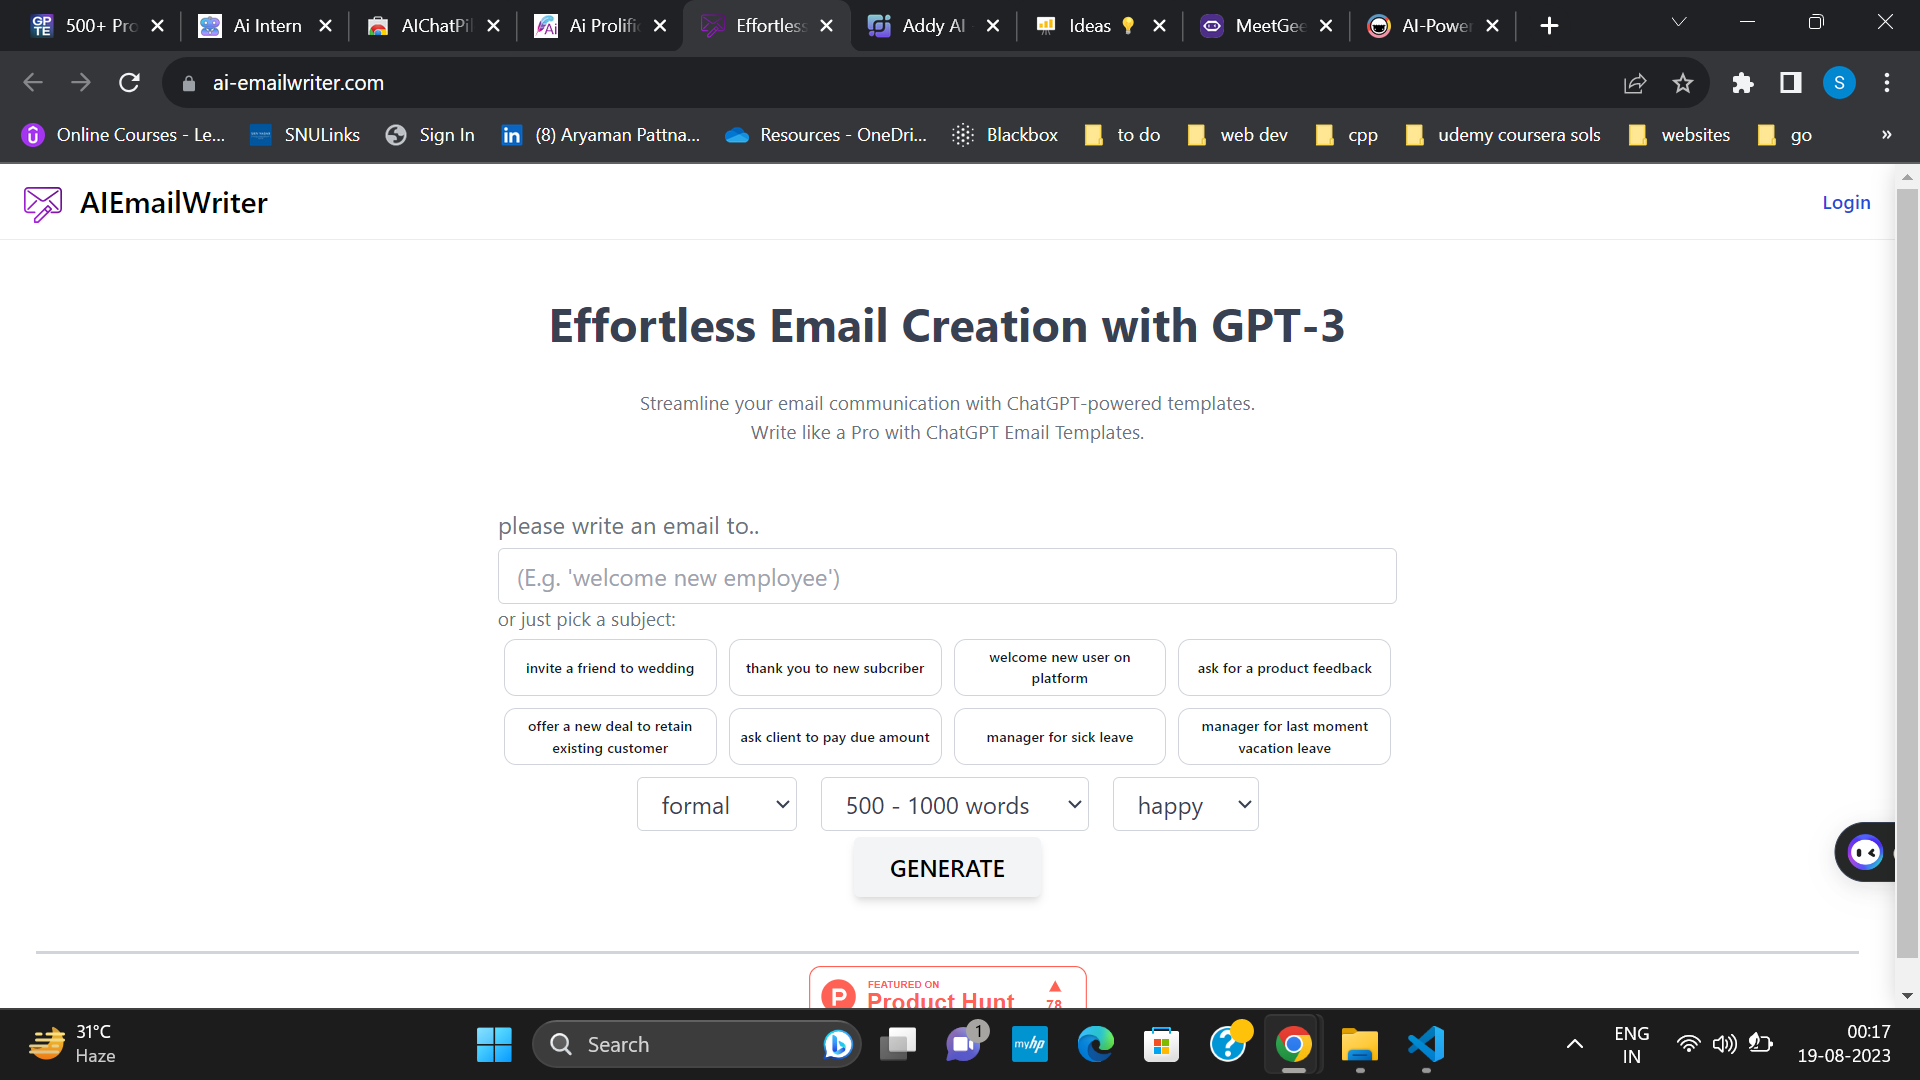 500+ Pro
Ai Intern
AIChatPil
Ai Prolific
Effortless
Addy AI
Ideas
MeetGee
AI-Power
ai-emailwriter.com
S
Online Courses - Le...
SNULinks
Sign In
(8) Aryaman Pattna...
Resources - OneDri...
Blackbox
to do
web dev
cpp
udemy coursera sols
websites
go
»
AIEmailWriter
Login
Effortless Email Creation with GPT-3
Streamline your email communication with ChatGPT-powered templates.
Write like a Pro with ChatGPT Email Templates.
please write an email to..
(E.g. 'welcome new employee')
or just pick a subject:
invite a friend to wedding
thank you to new subcriber
welcome new user on
platform
ask for a product feedback
offer a new deal to retain
existing customer
ask client to pay due amount
manager for sick leave
manager for last moment
vacation leave
formal
500 - 1000 words
happy
GENERATE
FEATURED ON
Product Hunt
78
31°C
Haze
Search
1
myhp
ENG
IN
00:17
19-08-2023